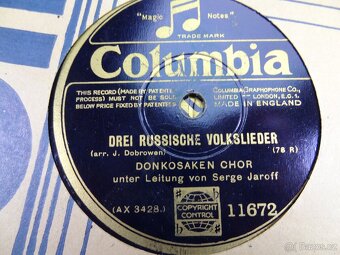 "Magic Notes"
TRADE MARK
Columbia
THIS RECORD (MADE BY PATENTED COLUMBIA GRAPHOPHONE Co.,
PROCESS) MUST NOT BE SOLD LIMITED LONDON, E.C.1.
BELOW PRICE FIXED BY PATENTEES MADE IN ENGLAND
DREI RUSSISCHE VOLKSLIEDER
(arr. J. Dobrowen) (78 R)
DONKOSAKEN CHOR
unter Leitung von Serge Jaroff
(AX 3428.) COPYRIGHT CONTROL 11672